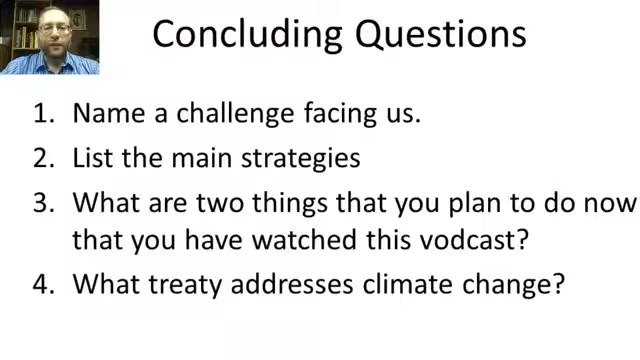 Concluding Questions
1. Name a challenge facing us.
2. List the main strategies
3. What are two things that you plan to do now
that you have watched this vodcast?
4. What treaty addresses climate change?